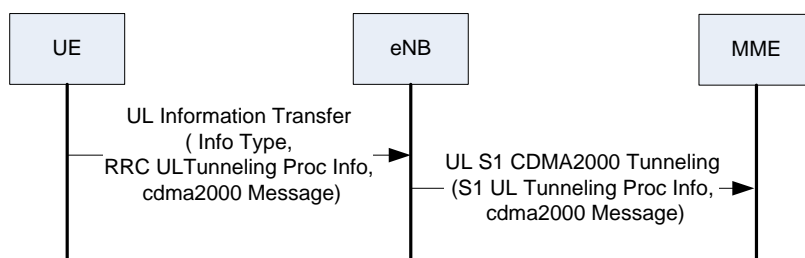 UE
eNB
MME
UL Information Transfer
( Info Type,
RRC ULTunneling Proc Info,
cdma2000 Message)
UL S1 CDMA2000 Tunneling
(S1 UL Tunneling Proc Info,
cdma2000 Message)